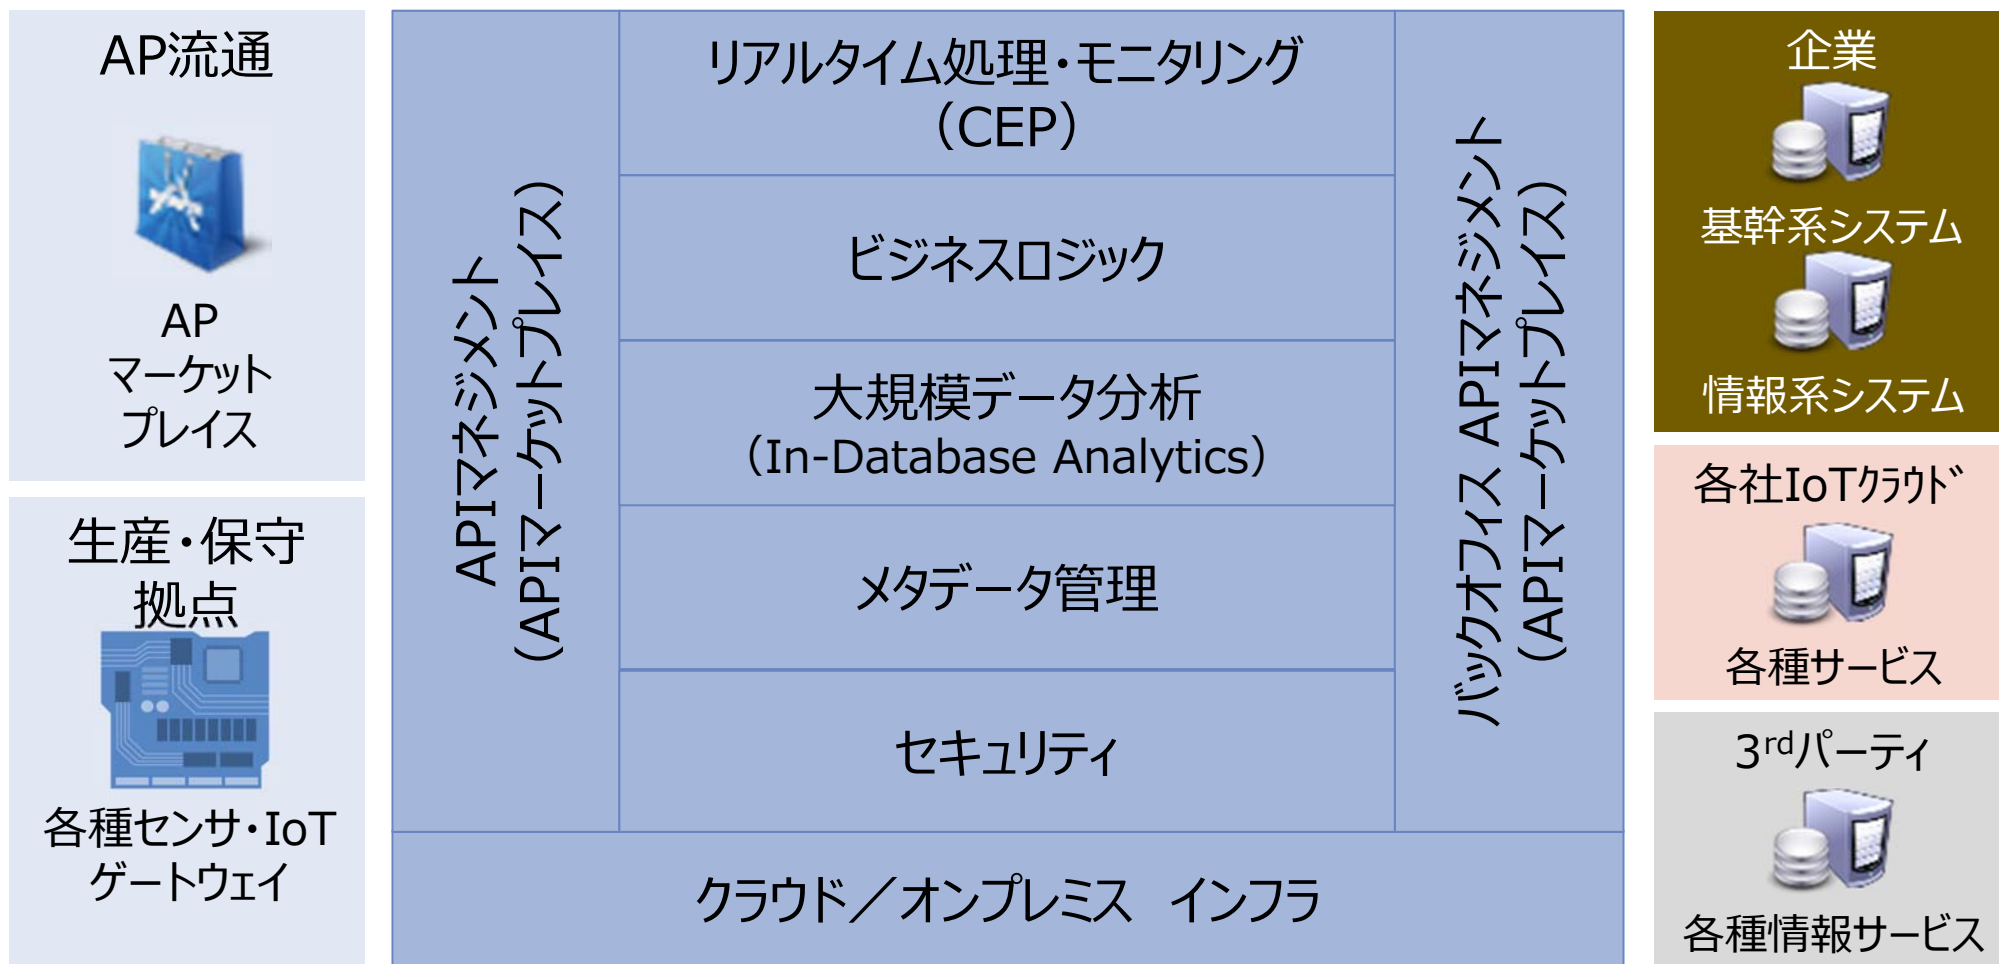 AP流通
AP
マーケット
プレイス
生産・保守
拠点
各種センサ・IoT
ゲートウェイ
APIマネジメント
（APIマーケットプレイス）
リアルタイム処理・モニタリング
（CEP）
ビジネスロジック
大規模データ分析
（In-Database Analytics）
メタデータ管理
セキュリティ
バックオフィス APIマネジメント
（APIマーケットプレイス）
クラウド／オンプレミス　インフラ
企業
基幹系システム
情報系システム
各社IoTｸﾗｳﾄﾞ
各種サービス
3rdパーティ
各種情報サービス